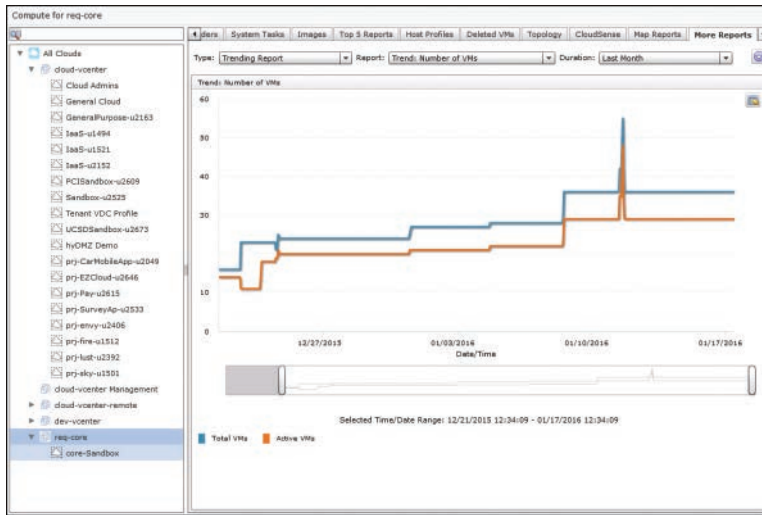 Compute for req-core
ders System Tasks Images Top 5 Reports Host Profiles Deleted VMs Topology CloudSense Map Reports More Reports
Type: Trending Report Report: Trend: Number of VMs Duration: Last Month
All Clouds
cloud-vcenter
Cloud Admins
General Cloud
GeneralPurpose-u2163
IaaS-u1494
IaaS-u1521
IaaS-u2152
PCISandbox-u2609
Sandbox-u2525
Tenant VDC Profile
UCSDSandbox-u2673
hyDMZ Demo
prj-CarMobileApp-u2049
prj-EZCloud-u2646
prj-Pay-u2615
prj-SurveyAp-u2533
prj-envy-u2406
prj-fire-u1512
prj-lust-u2392
prj-sky-u1501
cloud-vcenter Management
cloud-vcenter-remote
dev-vcenter
req-core
core-Sandbox
Trend: Number of VMs
60
50
40
30
20
10
0
12/27/2015 01/03/2016 01/10/2016 01/17/2016
Date/Time
Selected Time/Date Range: 12/21/2015 12:34:09 - 01/17/2016 12:34:09
Total VMs Active VMs